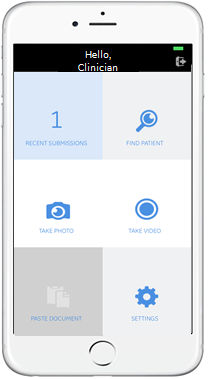 Hello,
Clinician
1
RECENT SUBMISSIONS
FIND PATIENT
TAKE PHOTO
TAKE VIDEO
PASTE DOCUMENT
SETTINGS